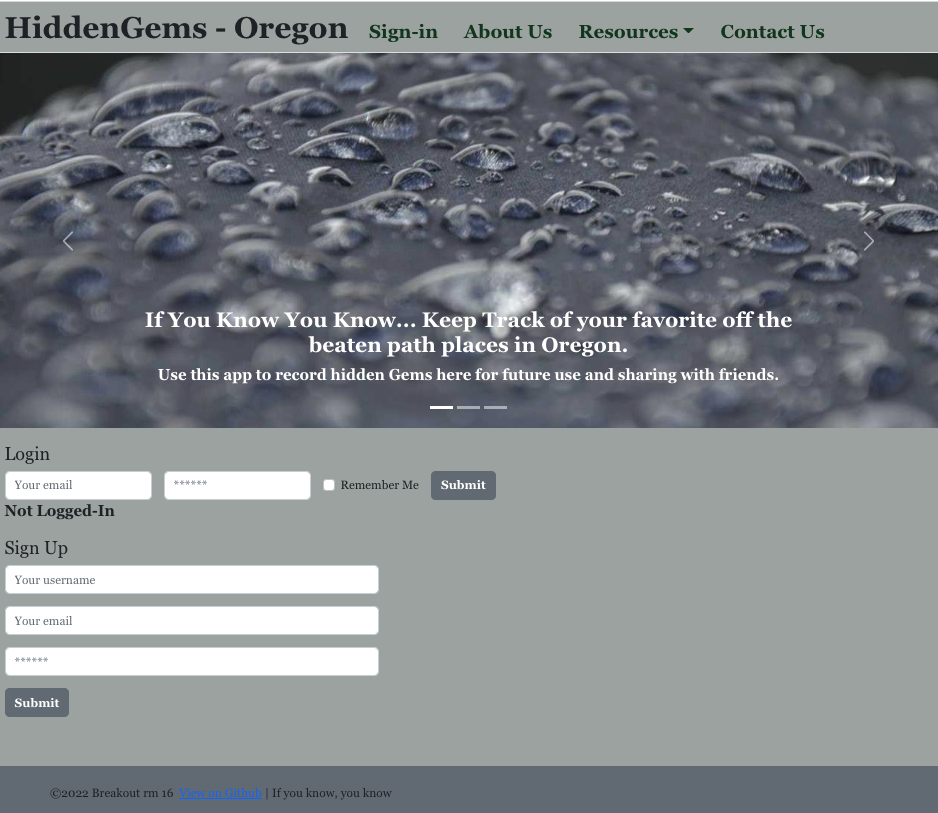 HiddenGems - Oregon Sign-in About Us Resources Contact Us
If You Know You Know... Keep Track of your favorite off the
beaten path places in Oregon.
Use this app to record hidden Gems here for future use and sharing with friends.
Login
Your email ****** Remember Me Submit
Not Logged-In
Sign Up
Your username
Your email
******
Submit
©2022 Breakout rm 16 View on Github | If you know, you know